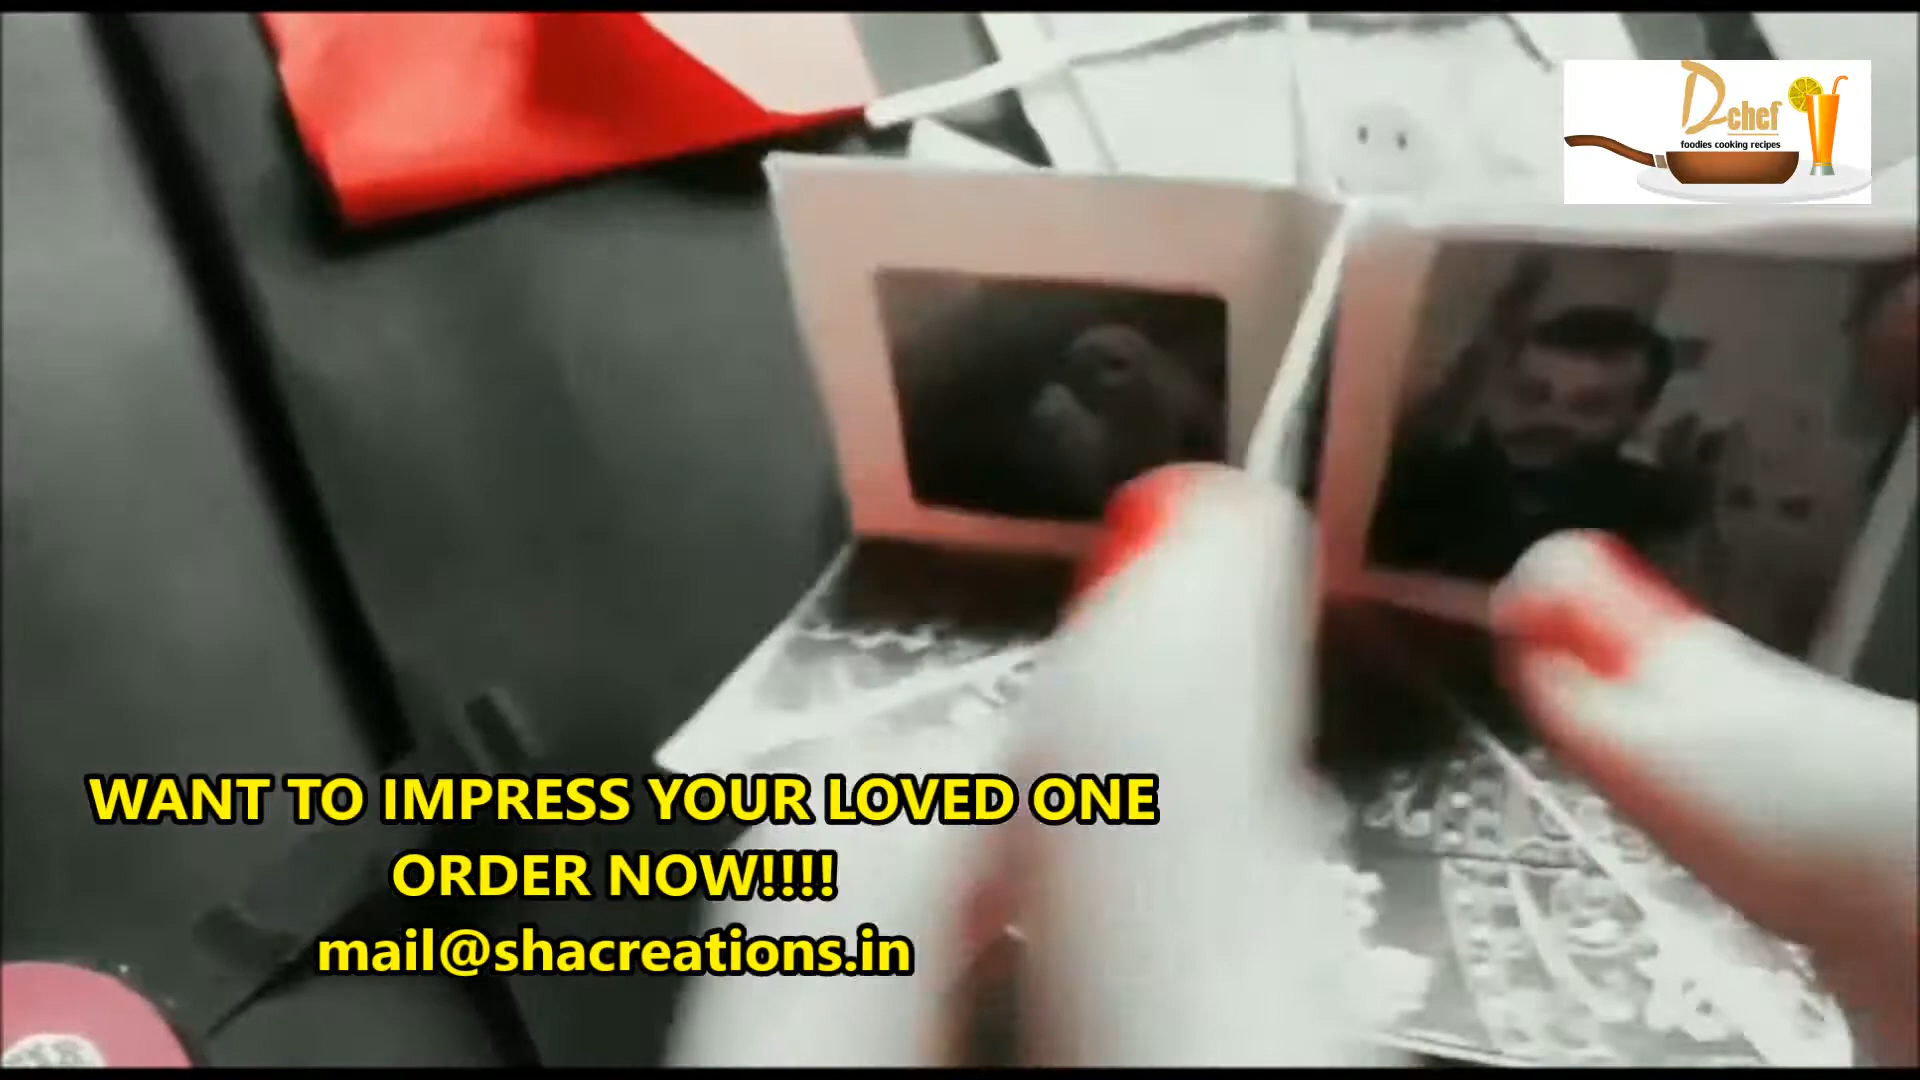 D chef
foodies cooking recipes
WANT TO IMPRESS YOUR LOVED ONE
ORDER NOW!!!!
mail@shacreations.in